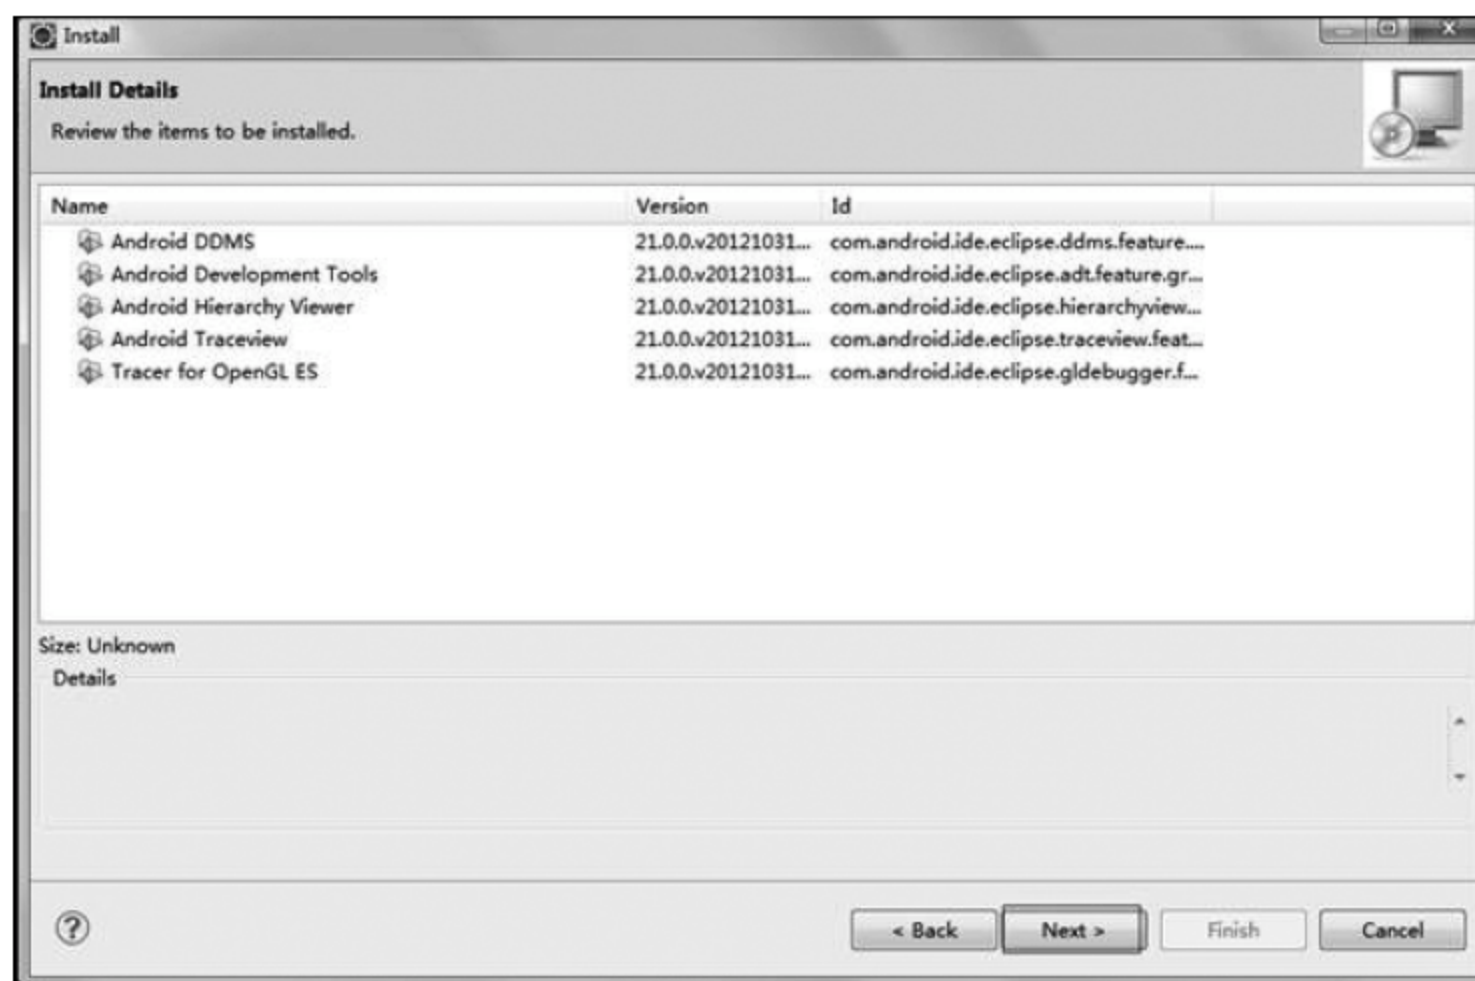 Install
Install Details
Review the items to be installed.
Name Version Id
Android DDMS 21.0.0.v20121031... com.android.ide.eclipse.ddms.feature....
Android Development Tools 21.0.0.v20121031... com.android.ide.eclipse.adt.feature.gr...
Android Hierarchy Viewer 21.0.0.v20121031... com.android.ide.eclipse.hierarchyview...
Android Traceview 21.0.0.v20121031... com.android.ide.eclipse.traceview.feat...
Tracer for OpenGL ES 21.0.0.v20121031... com.android.ide.eclipse.gldebugger.f...
Size: Unknown
Details
? < Back Next > Finish Cancel